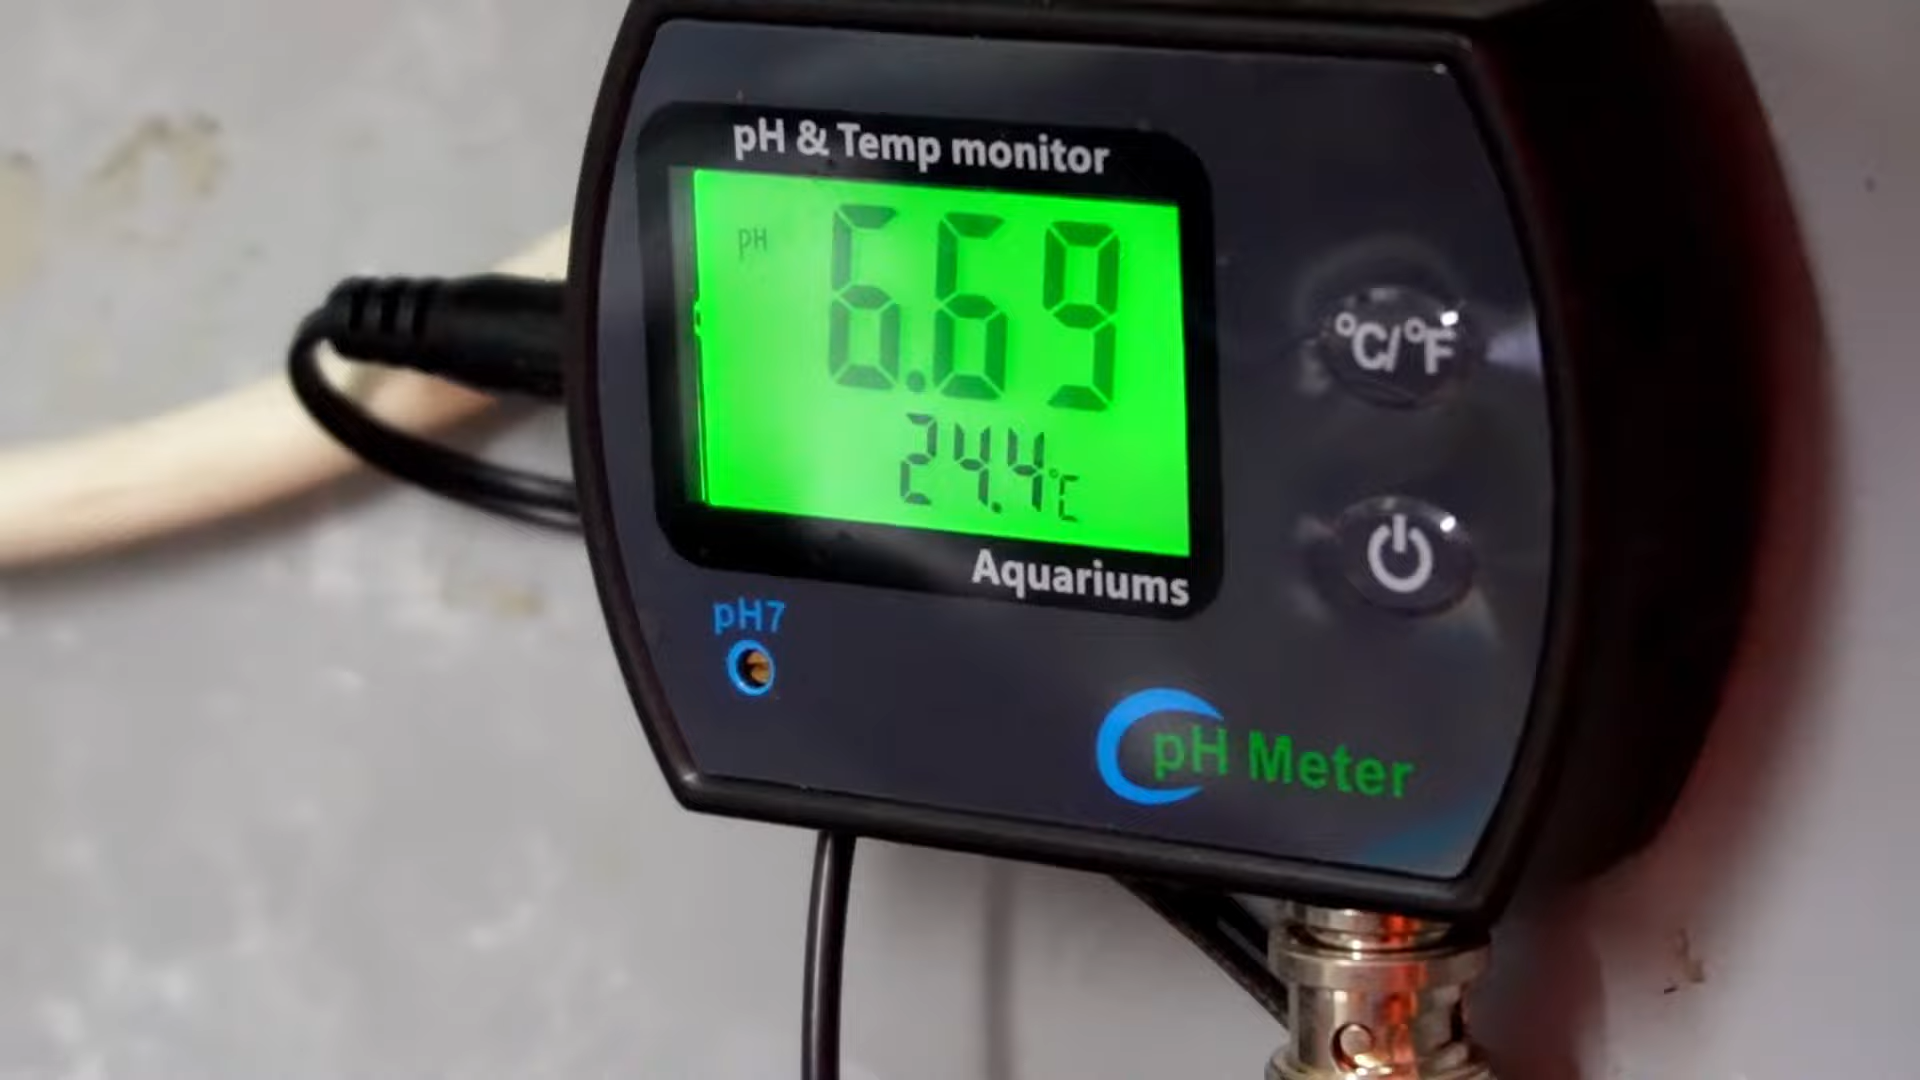 pH & Temp monitor
pH 6.69
24.4°C
°C/°F
Aquariums
pH7
pH Meter